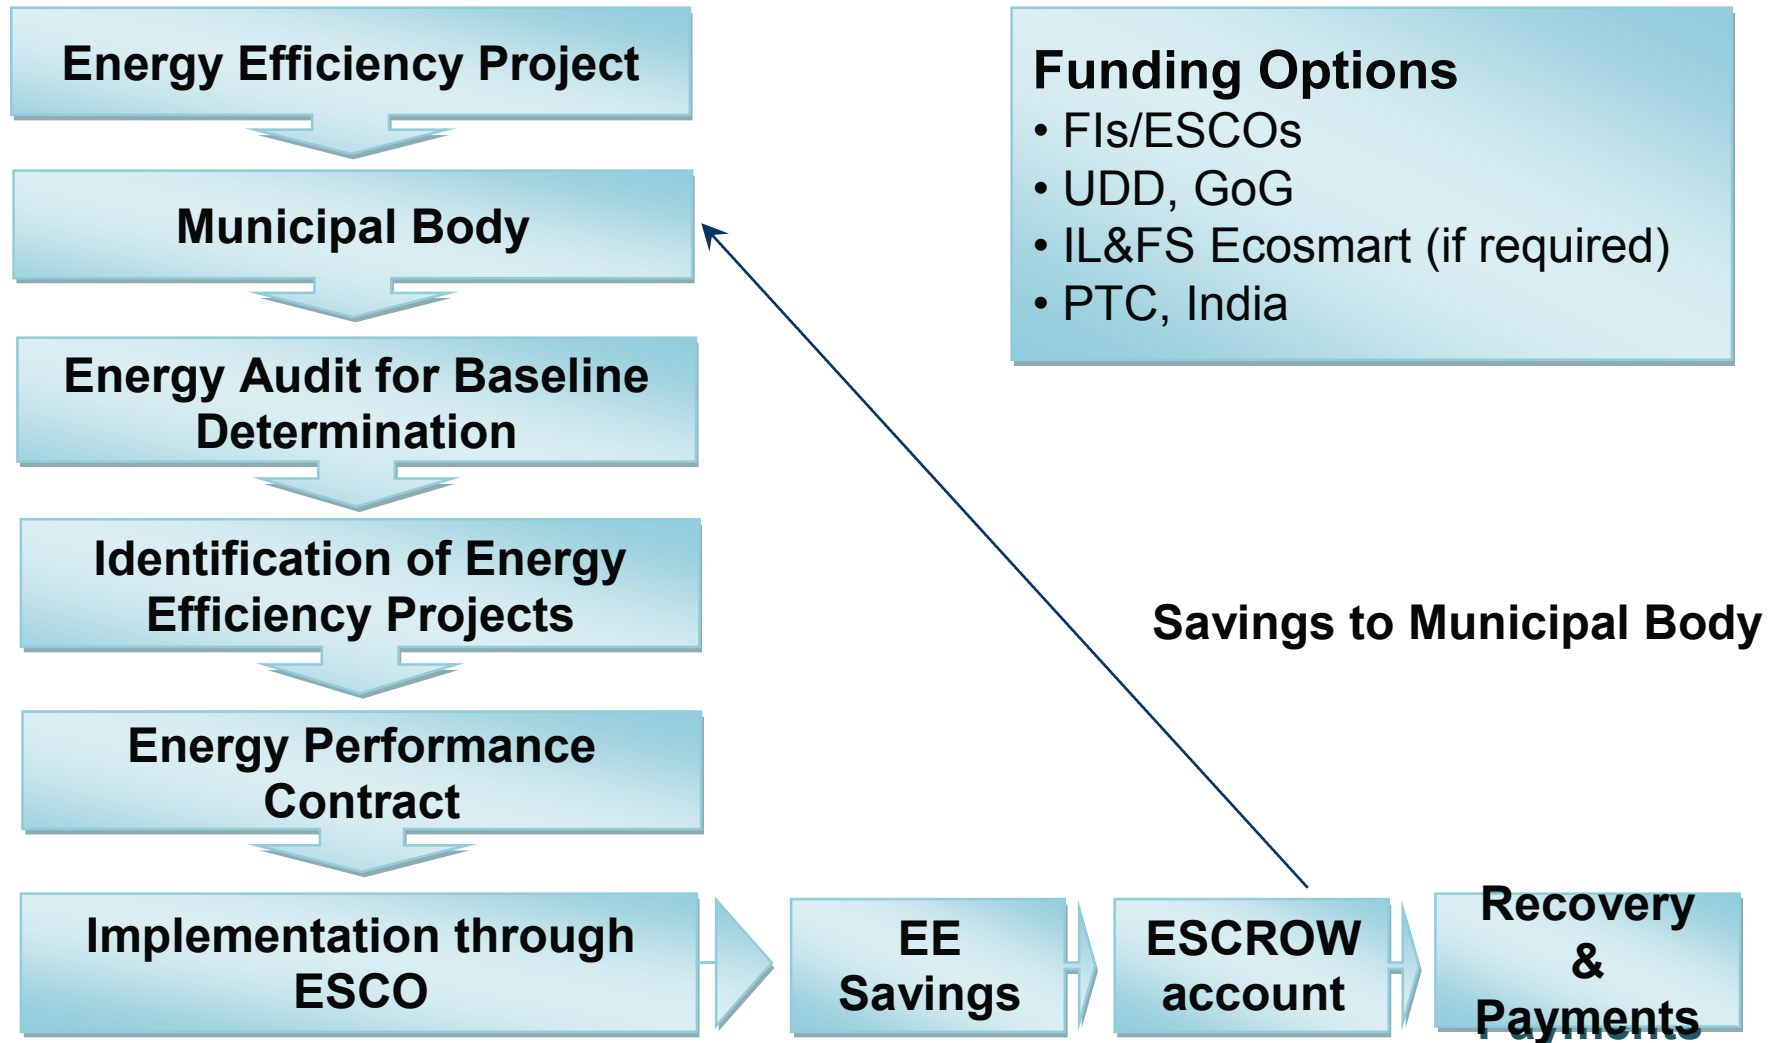 Energy Efficiency Project
Municipal Body
Energy Audit for Baseline
Determination
Identification of Energy
Efficiency Projects
Energy Performance
Contract
Implementation through
ESCO
EE
Savings
ESCROW
account
Recovery
&
Payments
Savings to Municipal Body
Funding Options
• FIs/ESCOs
• UDD, GoG
• IL&FS Ecosmart (if required)
• PTC, India